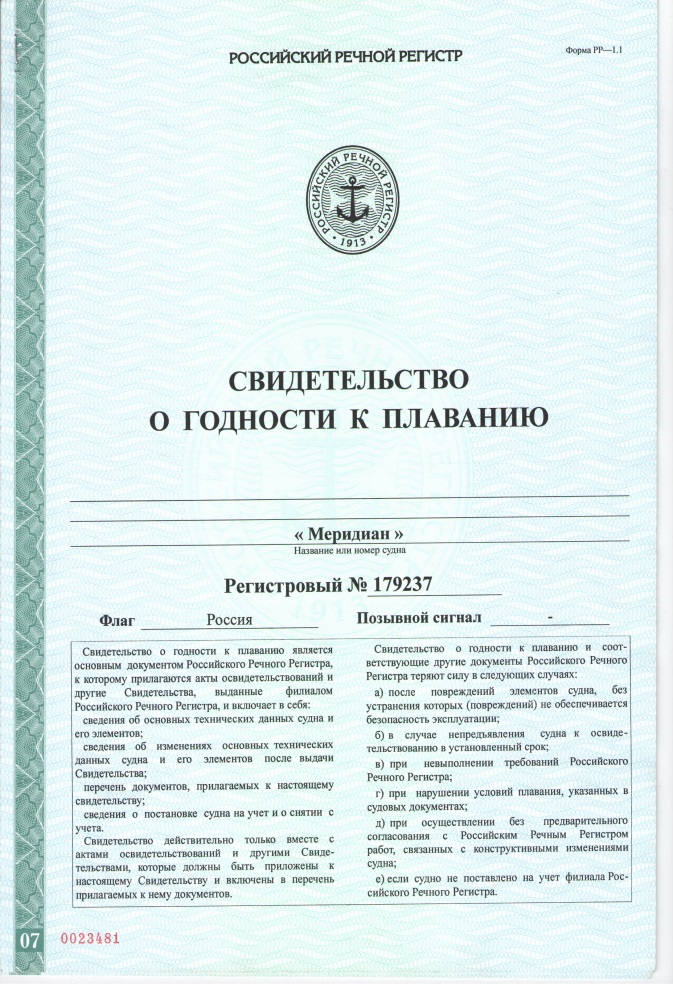 РОССИЙСКИЙ РЕЧНОЙ РЕГИСТР
Форма РР—1.1
РОССИЙСКИЙ РЕЧНОЙ РЕГИСТР
• 1913 •
СВИДЕТЕЛЬСТВО
О ГОДНОСТИ К ПЛАВАНИЮ
« Меридиан »
Название или номер судна
Регистровый № 179237
Флаг Россия Позывной сигнал -
Свидетельство о годности к плаванию является
основным документом Российского Речного Регистра,
к которому прилагаются акты освидетельствований и
другие Свидетельства, выданные филиалом
Российского Речного Регистра, и включает в себя:
сведения об основных технических данных судна и
его элементов;
сведения об изменениях основных технических
данных судна и его элементов после выдачи
Свидетельства;
перечень документов, прилагаемых к настоящему
свидетельству;
сведения о постановке судна на учет и о снятии с
учета.
Свидетельство действительно только вместе с
актами освидетельствований и другими Свиде-
тельствами, которые должны быть приложены к
настоящему Свидетельству и включены в перечень
прилагаемых к нему документов.
Свидетельство о годности к плаванию и соот-
ветствующие другие документы Российского Речного
Регистра теряют силу в следующих случаях:
а) после повреждений элементов судна, без
устранения которых (повреждений) не обеспечивается
безопасность эксплуатации;
б) в случае непредъявления судна к освиде-
тельствованию в установленный срок;
в) при невыполнении требований Российского
Речного Регистра;
г) при нарушении условий плавания, указанных в
судовых документах;
д) при осуществлении без предварительного
согласования с Российским Речным Регистром
работ, связанных с конструктивными изменениями
судна;
е) если судно не поставлено на учет филиала Рос-
сийского Речного Регистра.
07
0023481